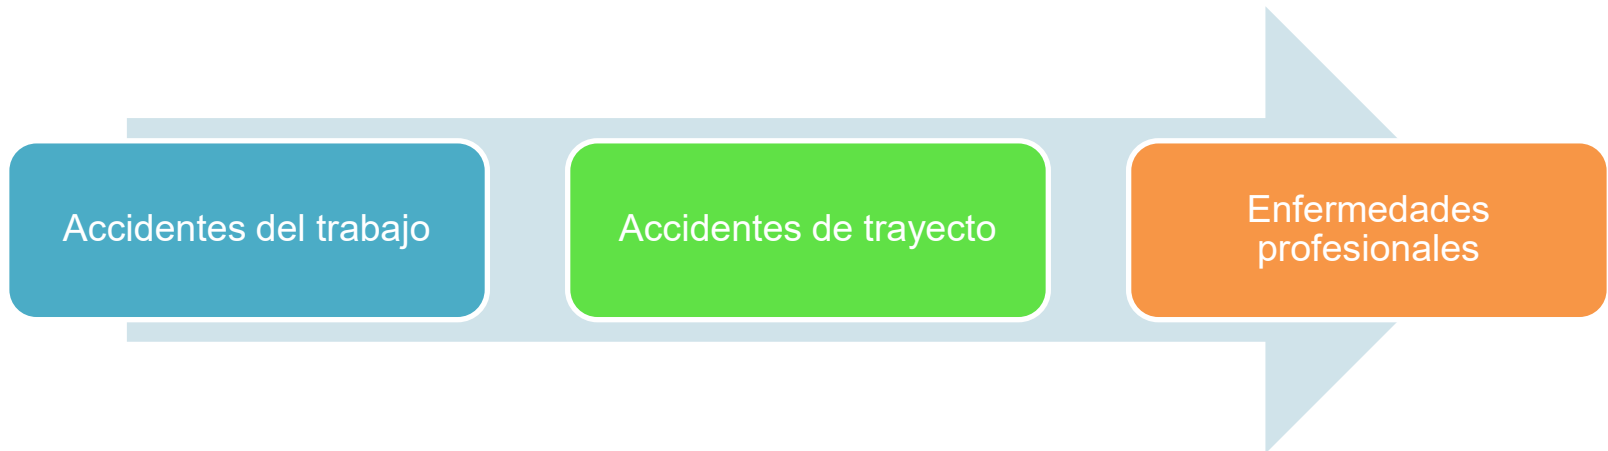 Accidentes del trabajo
Accidentes de trayecto
Enfermedades
profesionales